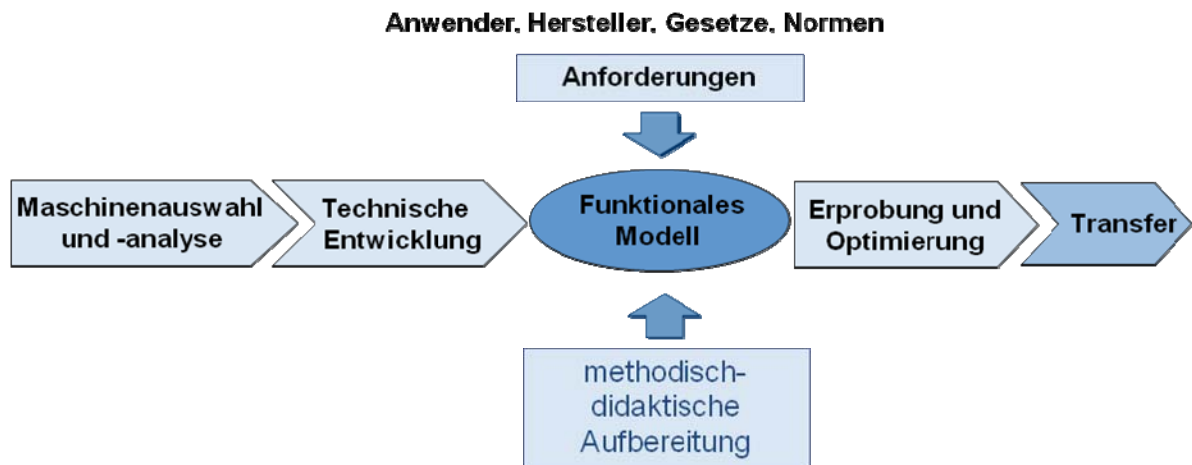 Anwender, Hersteller, Gesetze, Normen
Anforderungen
Maschinenauswahl
und -analyse
Technische
Entwicklung
Funktionales
Modell
Erprobung und
Optimierung
Transfer
methodisch-
didaktische
Aufbereitung